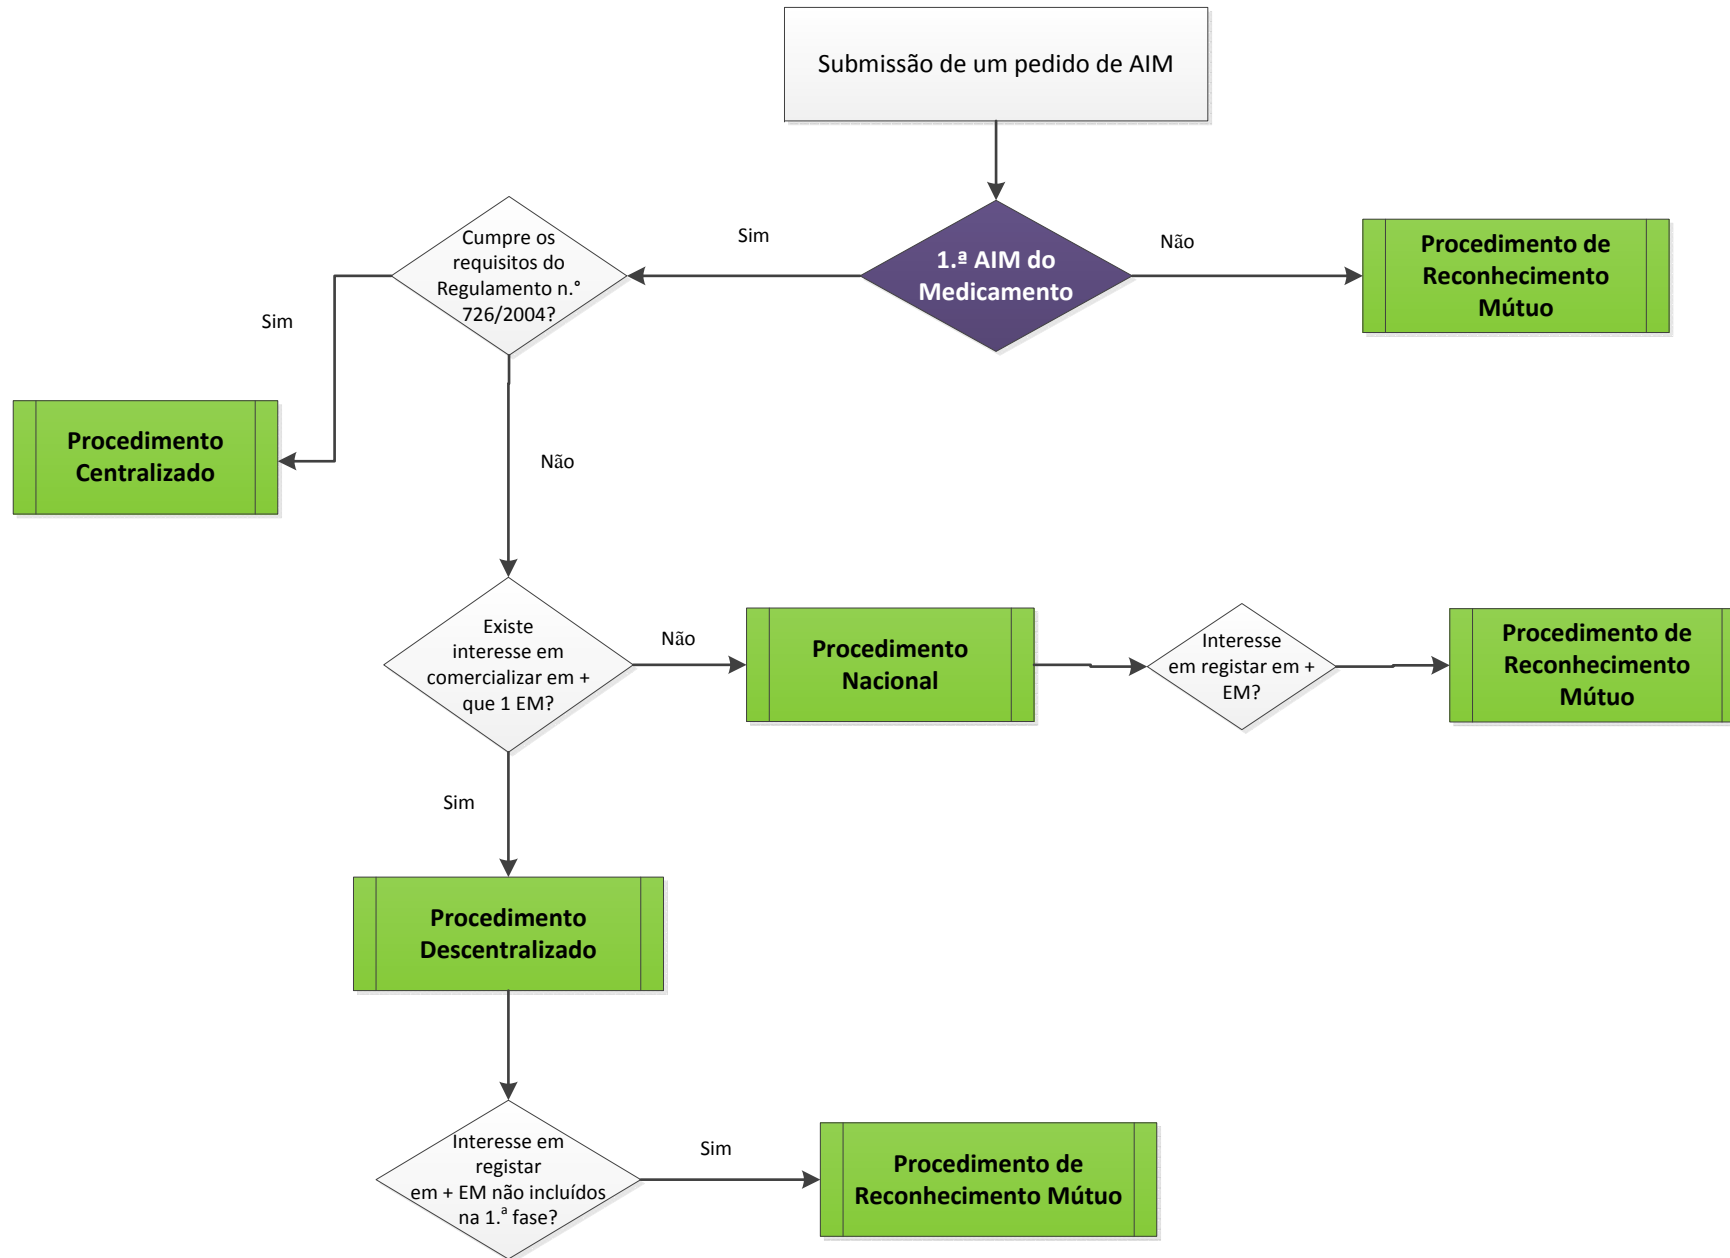 Submissão de um pedido de AIM
1.ª AIM do
Medicamento
Sim
Não
Procedimento de
Reconhecimento
Mútuo
Cumpre os
requisitos do
Regulamento n.°
726/2004?
Sim
Não
Procedimento
Centralizado
Existe
interesse em
comercializar em +
que 1 EM?
Não
Procedimento
Nacional
Interesse
em registar em +
EM?
Procedimento de
Reconhecimento
Mútuo
Sim
Procedimento
Descentralizado
Interesse em
registar
em + EM não incluídos
na 1.ª fase?
Sim
Procedimento de
Reconhecimento Mútuo